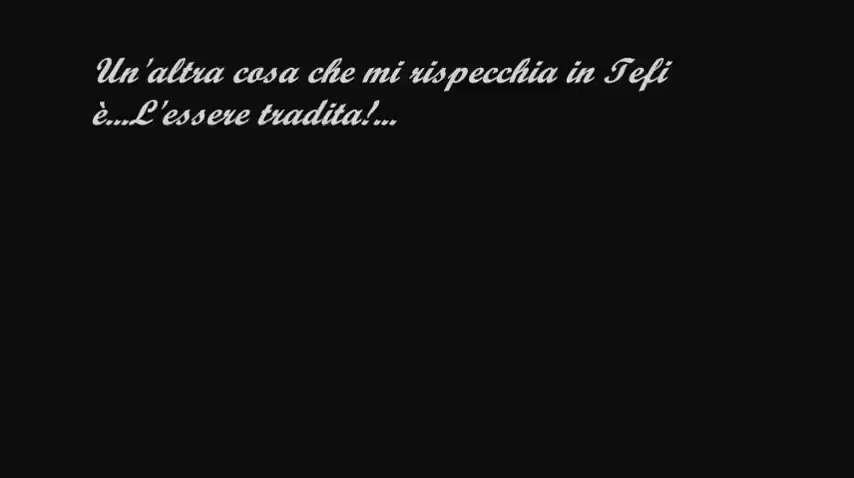 Un'altra cosa che mi rispecchia in Tefi
è...L'essere tradita!...